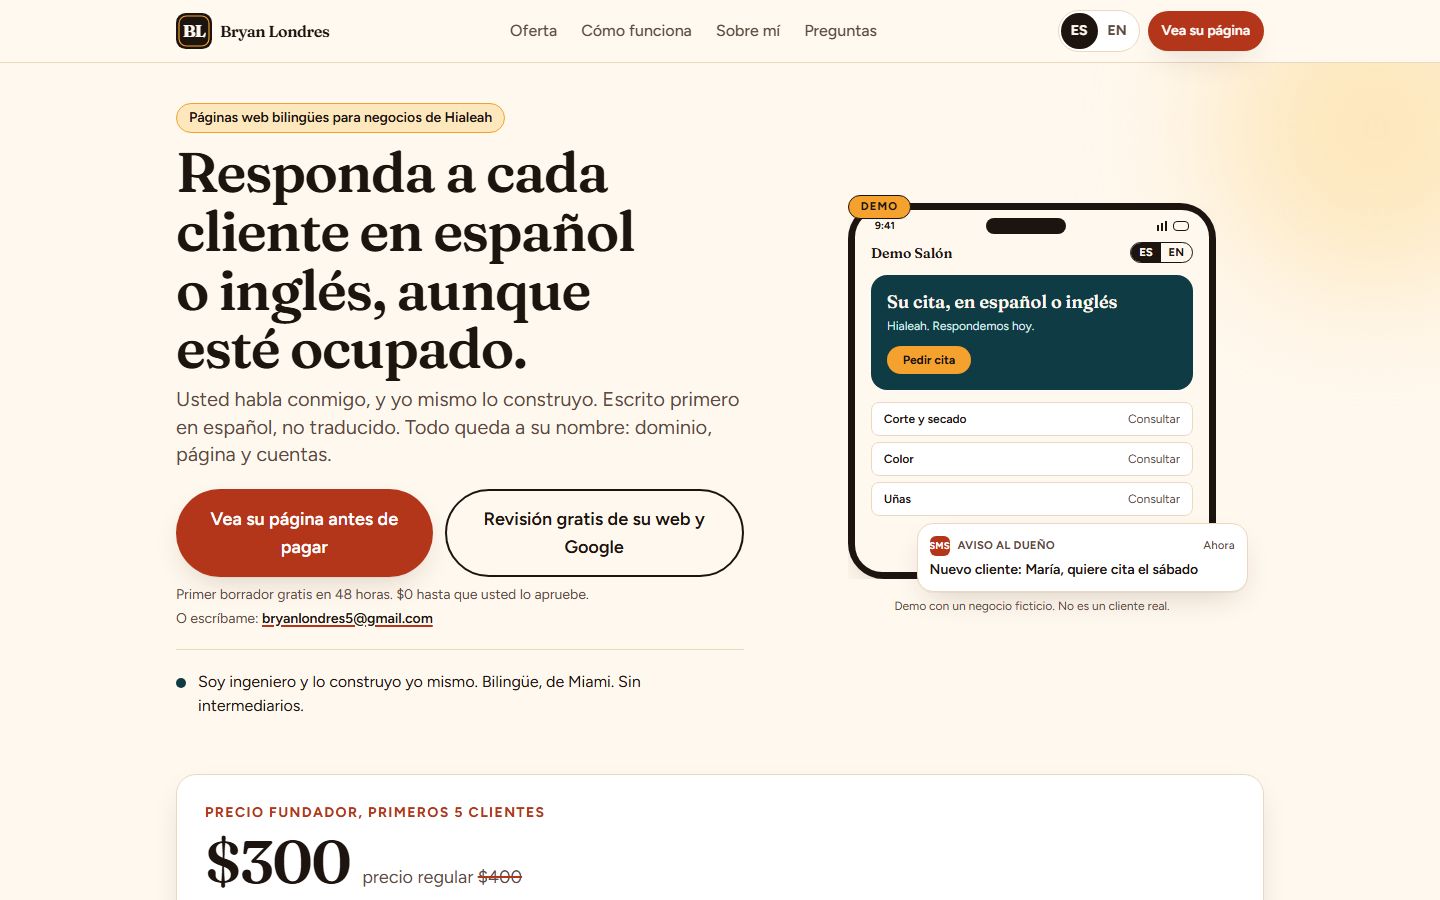 BL Bryan Londres
Oferta Cómo funciona Sobre mí Preguntas
ES EN
Vea su página
Páginas web bilingües para negocios de Hialeah
Responda a cada
cliente en español
o inglés, aunque
esté ocupado.
Usted habla conmigo, y yo mismo lo construyo. Escrito primero
en español, no traducido. Todo queda a su nombre: dominio,
página y cuentas.
Vea su página antes de
pagar
Revisión gratis de su web y
Google
Primer borrador gratis en 48 horas. $0 hasta que usted lo apruebe.
O escríbame: bryanlondres5@gmail.com
Soy ingeniero y lo construyo yo mismo. Bilingüe, de Miami. Sin
intermediarios.
DEMO
9:41
Demo Salón
ES EN
Su cita, en español o inglés
Hialeah. Respondemos hoy.
Pedir cita
Corte y secado Consultar
Color Consultar
Uñas Consultar
SMS AVISO AL DUEÑO Ahora
Nuevo cliente: María, quiere cita el sábado
Demo con un negocio ficticio. No es un cliente real.
PRECIO FUNDADOR, PRIMEROS 5 CLIENTES
$300 precio regular $400